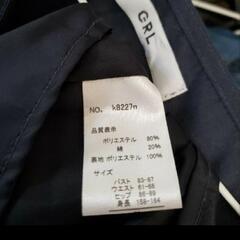 GRL
NO. k8227n
品質表示
ポリエステル 80%
綿 20%
裏地 ポリエステル 100%
サイズ
バスト 83-87
ウエスト 61-66
ヒップ 86-89
身長 158-164